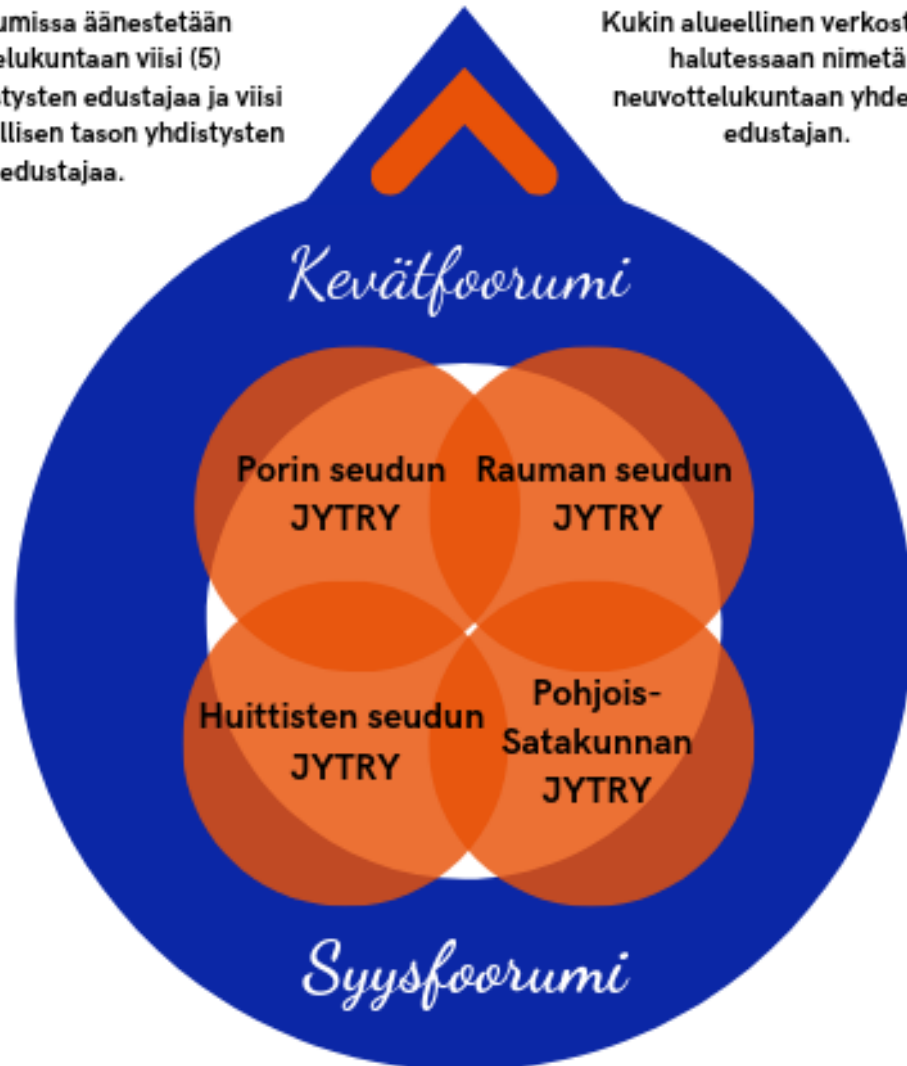 umissa äänestetään
elukuntaan viisi (5)
stysten edustajaa ja viisi
llisen tason yhdistysten
edustajaa.
Kukin alueellinen verkost
halutessaan nimetä
neuvottelukuntaan yhde
edustajan.
Kevätfoorumi
Porin seudun
JYTRY
Rauman seudun
JYTRY
Huittisten seudun
JYTRY
Pohjois-
Satakunnan
JYTRY
Syysfoorumi